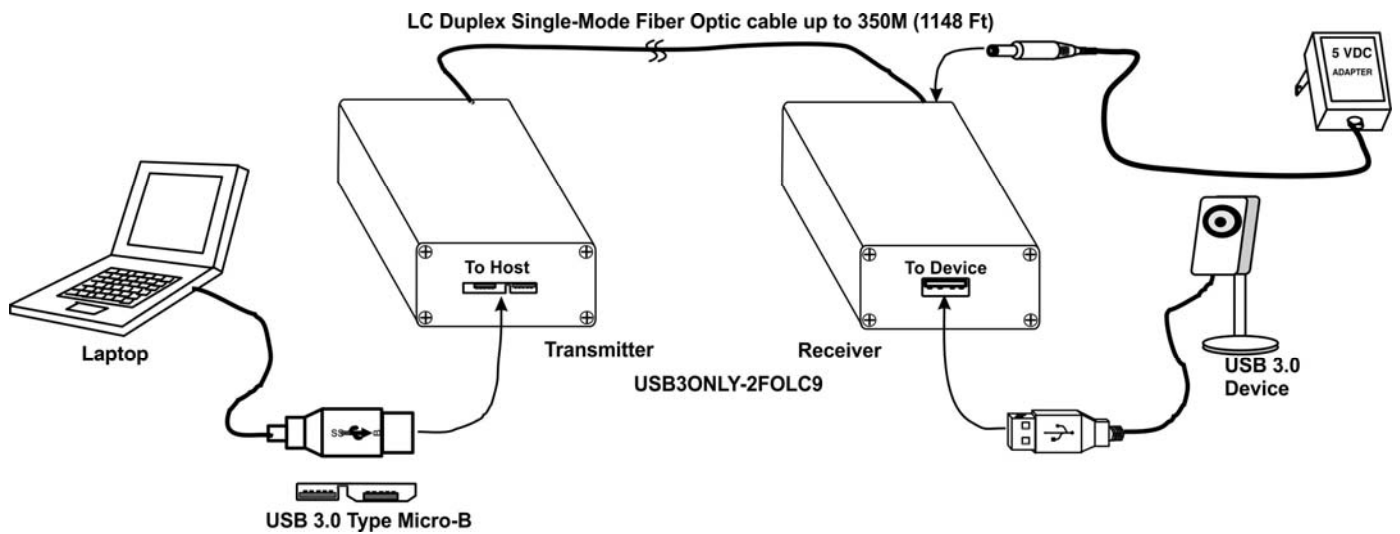 LC Duplex Single-Mode Fiber Optic cable up to 350M (1148 Ft)
5 VDC
ADAPTER
To Host
To Device
Laptop
Transmitter
Receiver
USB3ONLY-2FOLC9
USB 3.0
Device
SS
USB 3.0 Type Micro-B